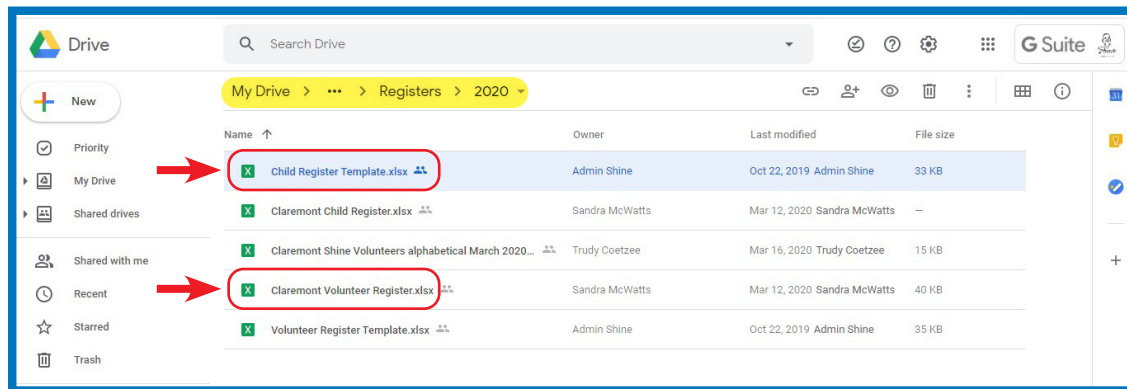 Drive
Search Drive
G Suite
Shine
New
My Drive > ••• > Registers > 2020
Priority
My Drive
Shared drives
Shared with me
Recent
Starred
Trash
Name ↑ Owner Last modified File size
Child Register Template.xlsx Admin Shine Oct 22, 2019 Admin Shine 33 KB
Claremont Child Register.xlsx Sandra McWatts Mar 12, 2020 Sandra McWatts –
Claremont Shine Volunteers alphabetical March 2020... Trudy Coetzee Mar 16, 2020 Trudy Coetzee 15 KB
Claremont Volunteer Register.xlsx Sandra McWatts Mar 12, 2020 Sandra McWatts 40 KB
Volunteer Register Template.xlsx Admin Shine Oct 22, 2019 Admin Shine 35 KB
31